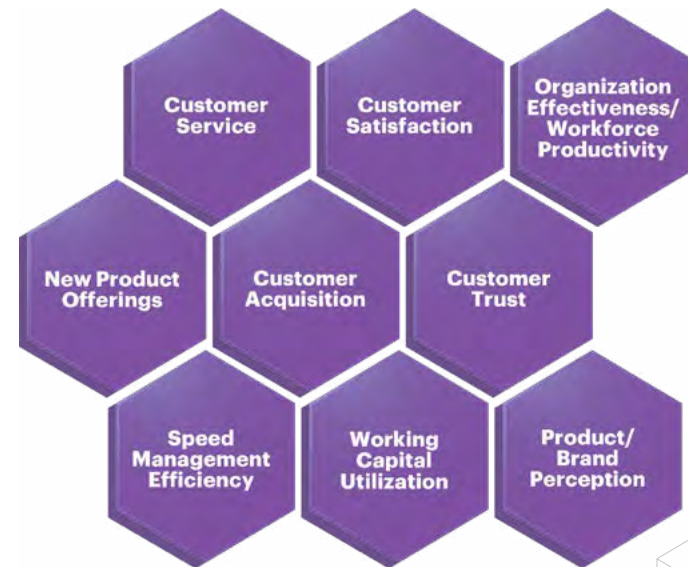 Customer
Service
Customer
Satisfaction
Organization
Effectiveness/
Workforce
Productivity
New Product
Offerings
Customer
Acquisition
Customer
Trust
Speed
Management
Efficiency
Working
Capital
Utilization
Product/
Brand
Perception